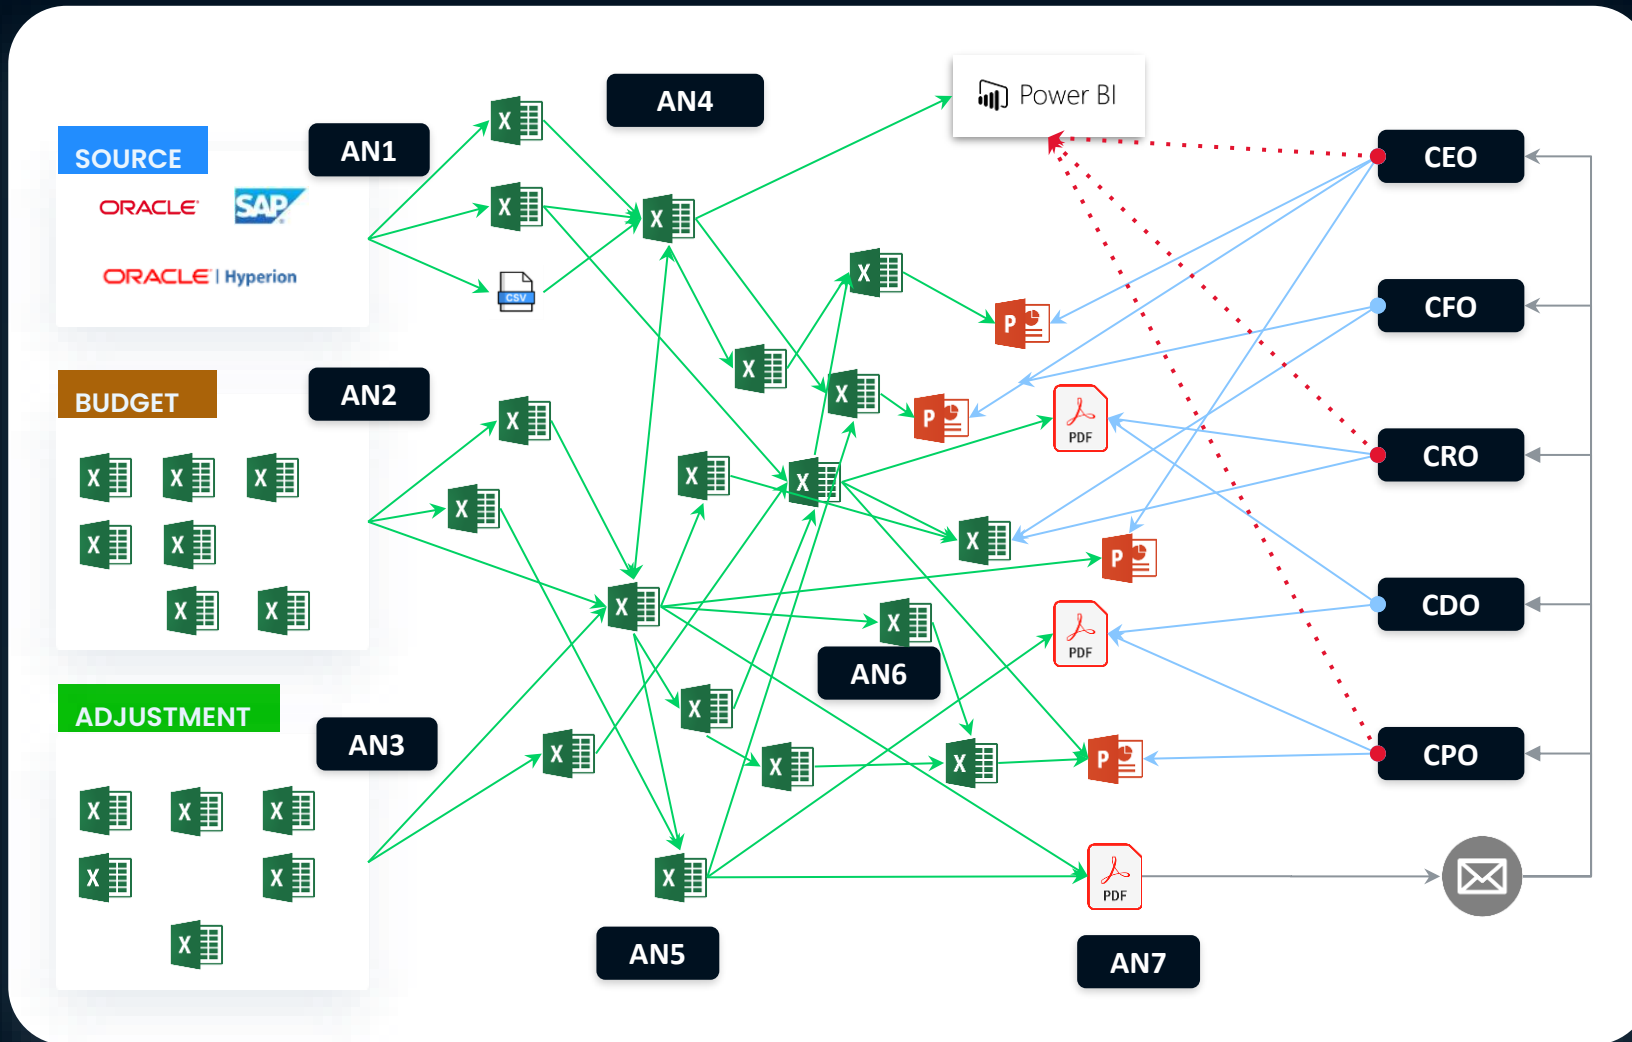 AN4
Power BI
SOURCE
AN1
CEO
ORACLE
SAP
ORACLE | Hyperion
CSV
CFO
BUDGET
AN2
P
X
PDF
CRO
CDO
AN6
PDF
ADJUSTMENT
AN3
CPO
PDF
AN5
AN7